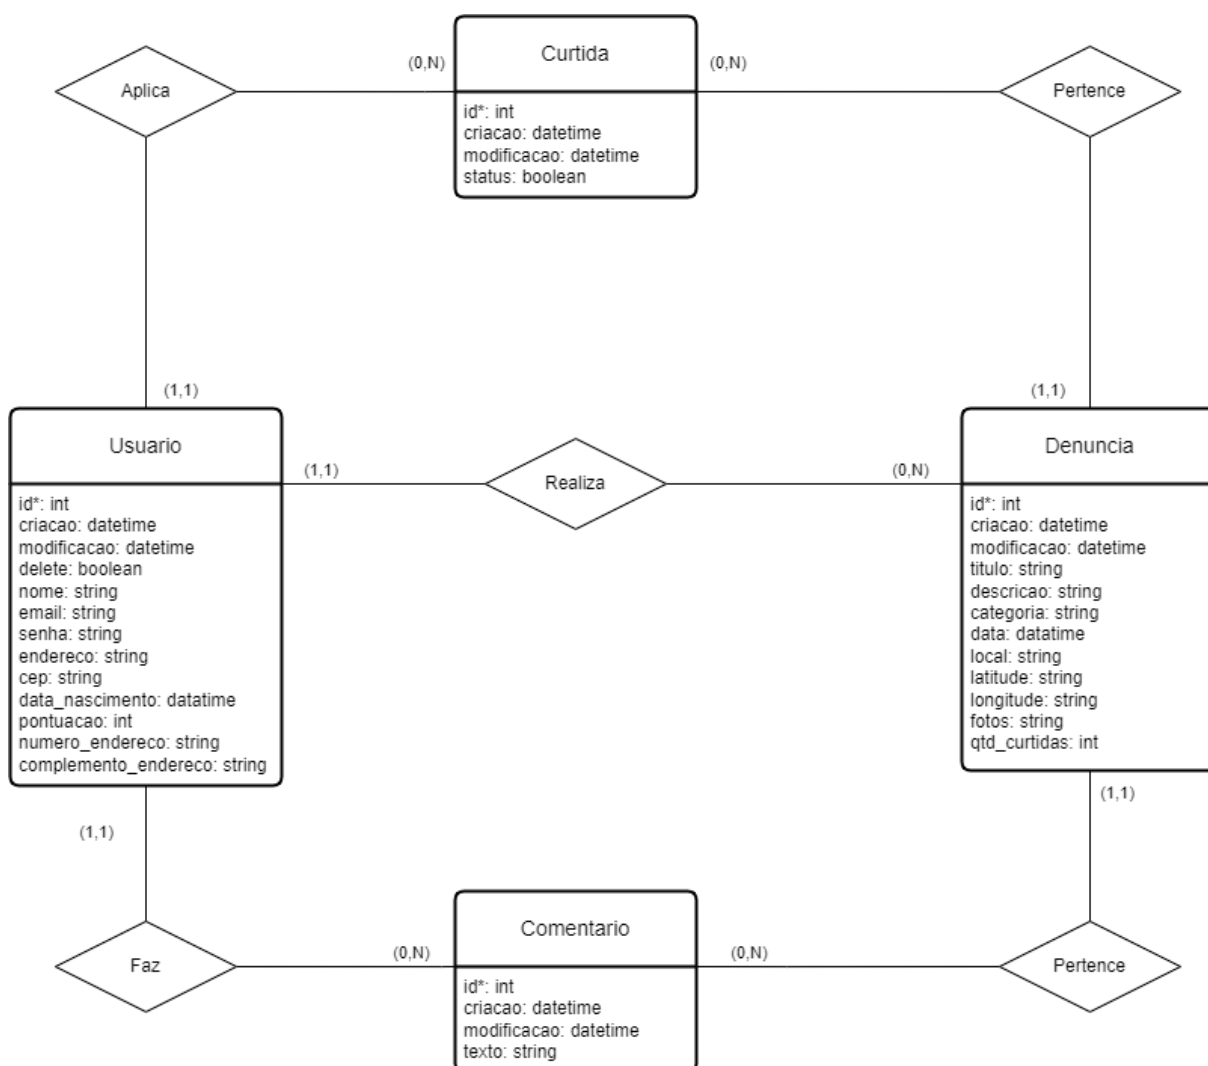 Curtida
id*: int
criacao: datetime
modificacao: datetime
status: boolean
(0,N)
(0,N)
Aplica
Pertence
(1,1)
(1,1)
Usuario
id*: int
criacao: datetime
modificacao: datetime
delete: boolean
nome: string
email: string
senha: string
endereco: string
cep: string
data_nascimento: datatime
pontuacao: int
numero_endereco: string
complemento_endereco: string
(1,1)
Realiza
(0,N)
Denuncia
id*: int
criacao: datetime
modificacao: datetime
titulo: string
descricao: string
categoria: string
data: datatime
local: string
latitude: string
longitude: string
fotos: string
qtd_curtidas: int
(1,1)
(1,1)
Faz
(0,N)
Comentario
id*: int
criacao: datetime
modificacao: datetime
texto: string
(0,N)
Pertence